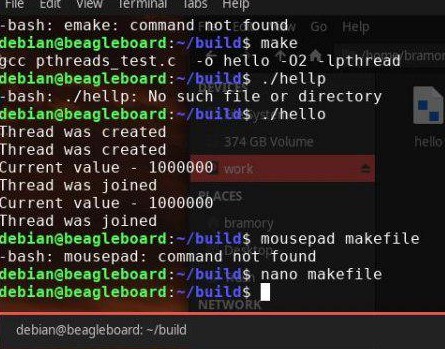 File Edit View Terminal Tabs Help
-bash: emake: command not found
debian@beagleboard:~/build$ make
gcc pthreads_test.c -o hello -O2 -lpthread
debian@beagleboard:~/build$ ./hellp
-bash: ./hellp: No such file or directory
debian@beagleboard:~/build$ ./hello
Thread was created
Thread was created
Current value - 1000000
Thread was joined
Current value - 1000000
Thread was joined
debian@beagleboard:~/build$ mousepad makefile
-bash: mousepad: command not found
debian@beagleboard:~/build$ nano makefile
debian@beagleboard:~/build$
Go Help
374 GB Volume
work
PLACES
bramory
NETWORK
hello
debian@beagleboard: ~/build